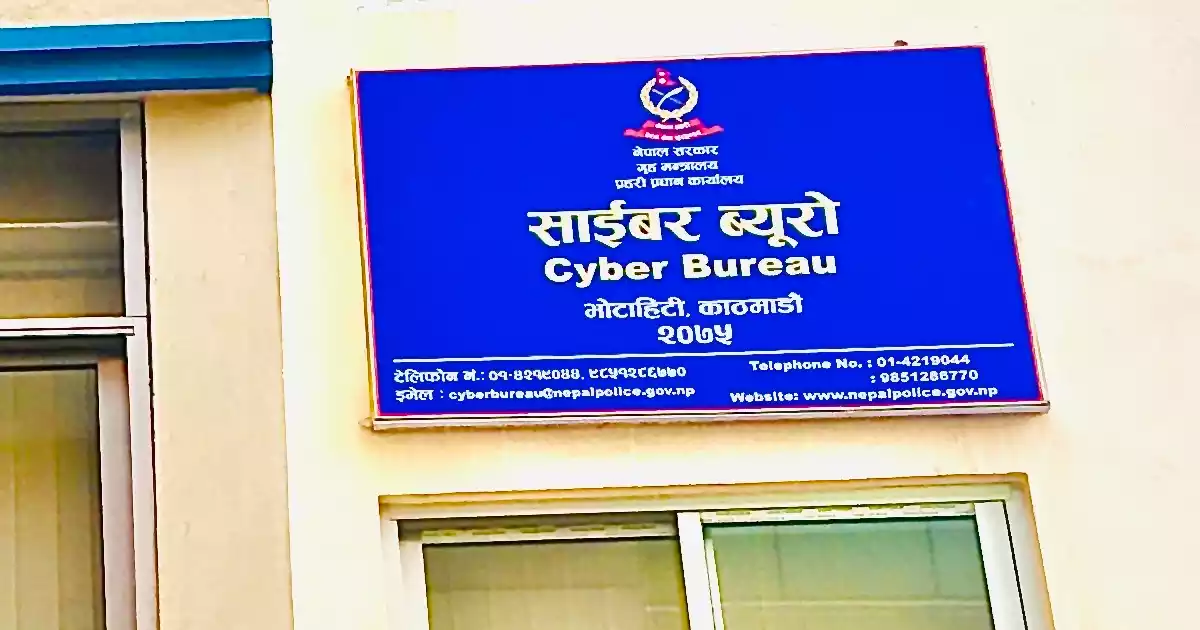 नेपाल सरकार
गृह मन्त्रालय
प्रहरी प्रधान कार्यालय
साईबर ब्यूरो
Cyber Bureau
भोटाहिटी, काठमाडौं
२०७५
टेलिफोन नं.: ०१-४२१९०४४, ९८५१२८६७७०
इमेल : cyberbureau@nepalpolice.gov.np
Telephone No. : 01-4219044
: 9851286770
Website: www.nepalpolice.gov.np